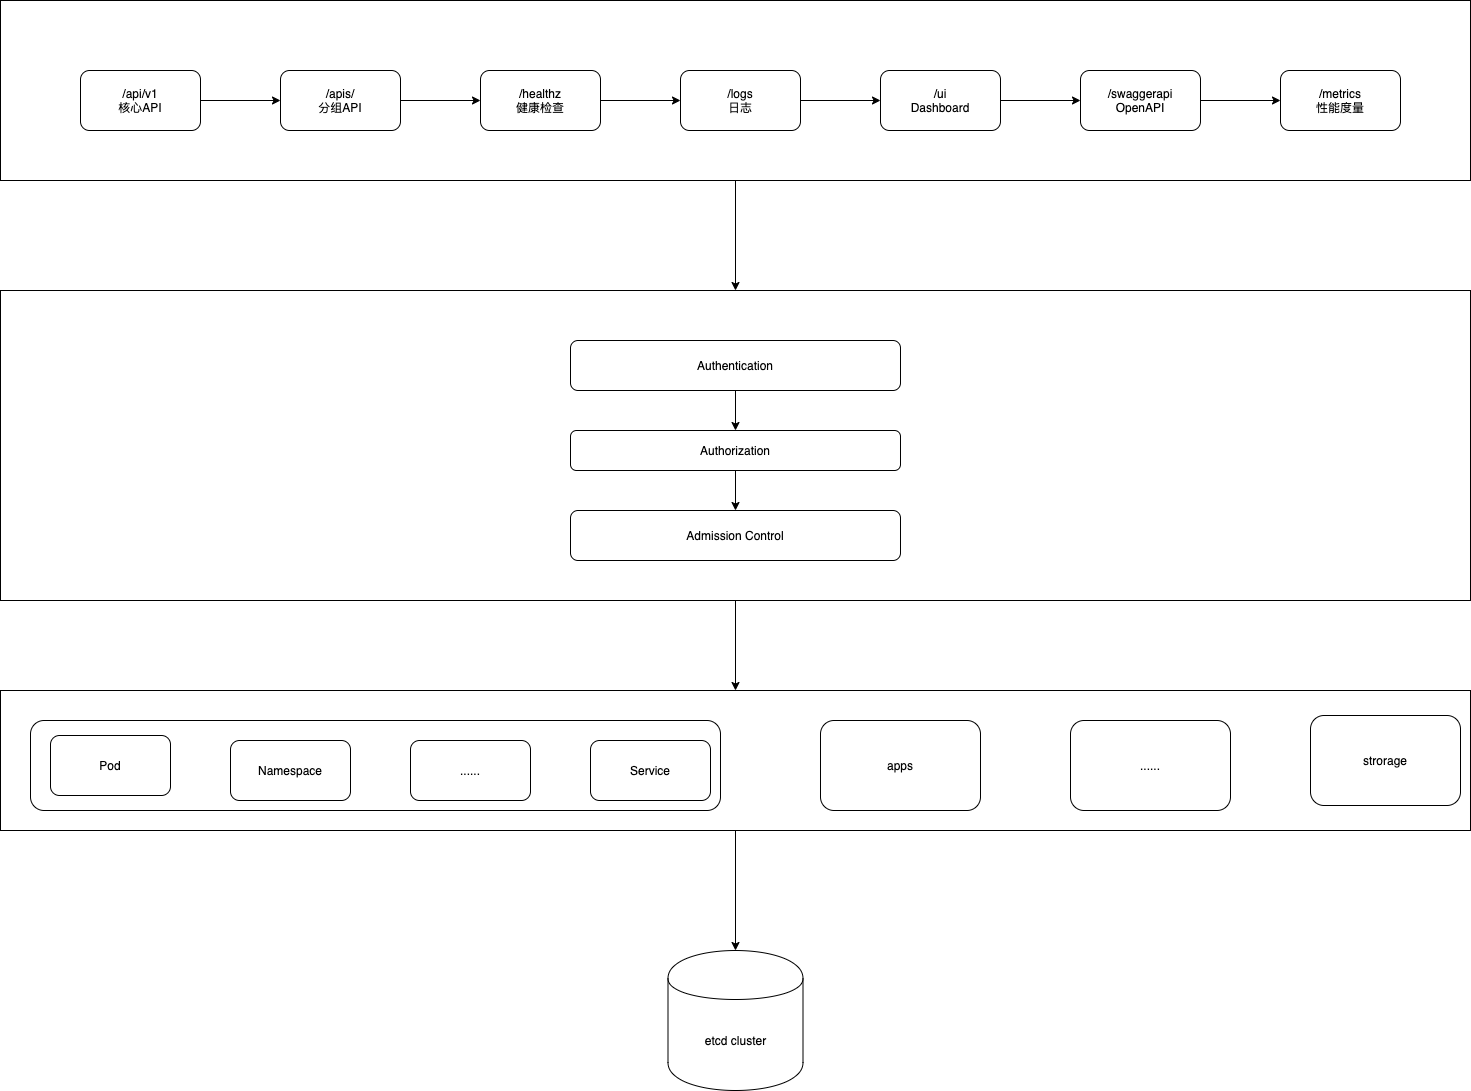 /api/v1
核心API
/apis/
分组API
/healthz
健康检查
/logs
日志
/ui
Dashboard
/swaggerapi
OpenAPI
/metrics
性能度量
Authentication
Authorization
Admission Control
Pod
Namespace
......
Service
apps
......
strorage
etcd cluster